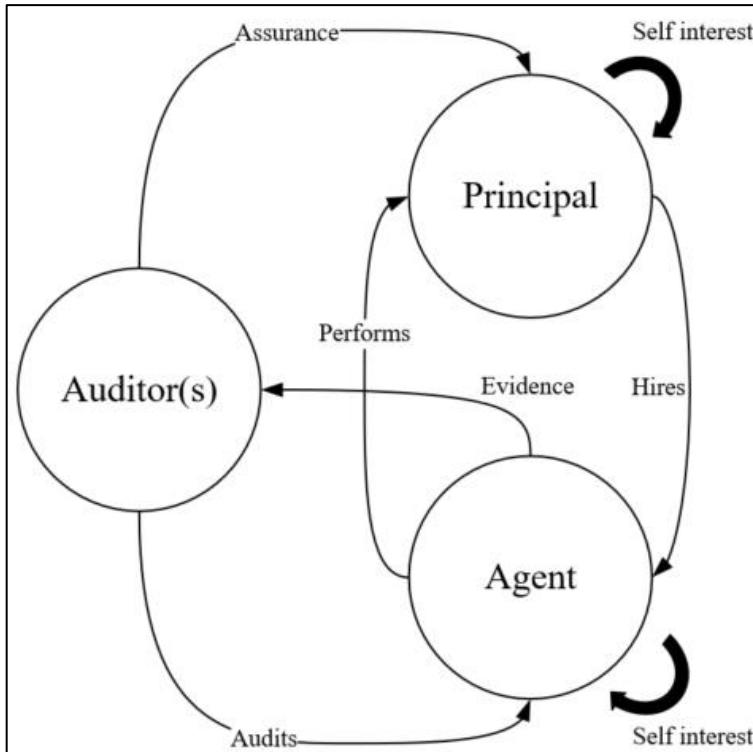 Assurance
Self interest
Principal
Performs
Auditor(s)
Evidence
Hires
Agent
Audits
Self interest